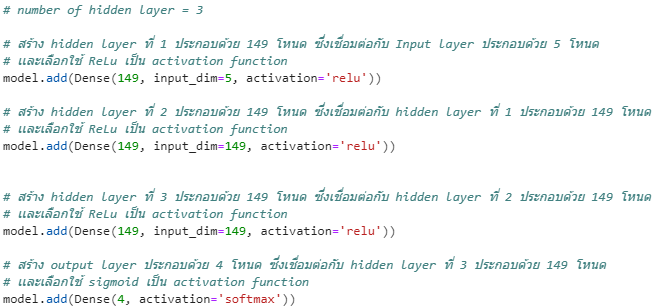 # number of hidden layer = 3
# สร้าง hidden layer ที่ 1 ประกอบด้วย 149 โหนด ซึ่งเชื่อมต่อกับ Input layer ประกอบด้วย 5 โหนด
# และเลือกใช้ ReLu เป็น activation function
model.add(Dense(149, input_dim=5, activation='relu'))
# สร้าง hidden layer ที่ 2 ประกอบด้วย 149 โหนด ซึ่งเชื่อมต่อกับ hidden layer ที่ 1 ประกอบด้วย 149 โหนด
# และเลือกใช้ ReLu เป็น activation function
model.add(Dense(149, input_dim=149, activation='relu'))
# สร้าง hidden layer ที่ 3 ประกอบด้วย 149 โหนด ซึ่งเชื่อมต่อกับ hidden layer ที่ 2 ประกอบด้วย 149 โหนด
# และเลือกใช้ ReLu เป็น activation function
model.add(Dense(149, input_dim=149, activation='relu'))
# สร้าง output layer ประกอบด้วย 4 โหนด ซึ่งเชื่อมต่อกับ hidden layer ที่ 3 ประกอบด้วย 149 โหนด
# และเลือกใช้ sigmoid เป็น activation function
model.add(Dense(4, activation='softmax'))